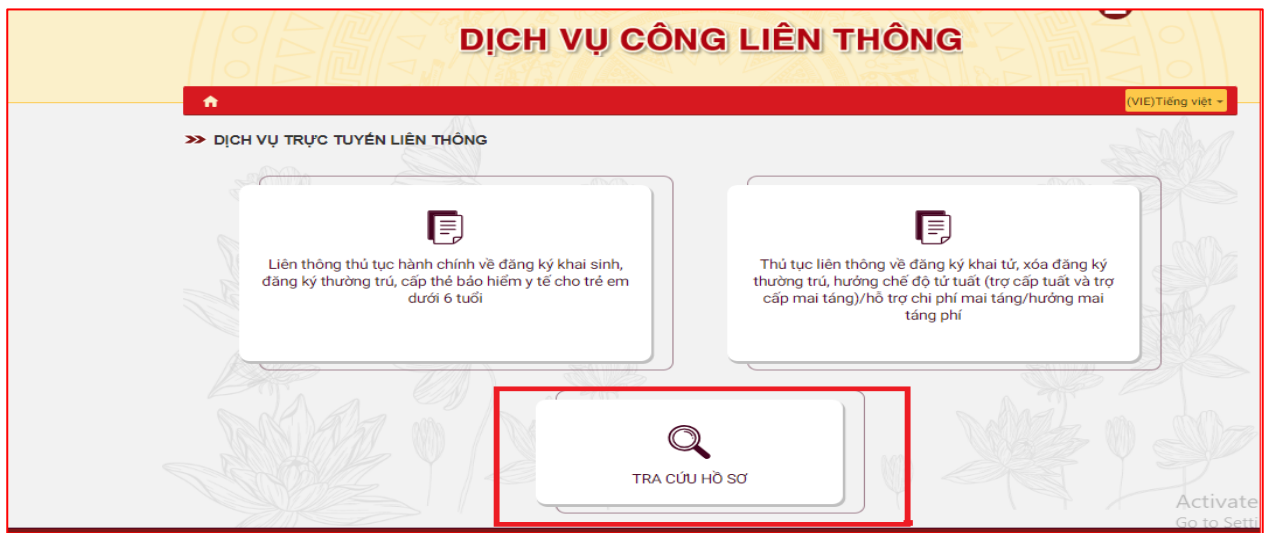 DỊCH VỤ CÔNG LIÊN THÔNG
(VIE)Tiếng việt
DỊCH VỤ TRỰC TUYẾN LIÊN THÔNG
Liên thông thủ tục hành chính về đăng ký khai sinh,
đăng ký thường trú, cấp thẻ bảo hiểm y tế cho trẻ em
dưới 6 tuổi
Thủ tục liên thông về đăng ký khai tử, xóa đăng ký
thường trú, hưởng chế độ tử tuất (trợ cấp tuất và trợ
cấp mai táng)/hỗ trợ chi phí mai táng/hưởng mai
táng phí
TRA CỨU HỒ SƠ
Activate
Go to Setti